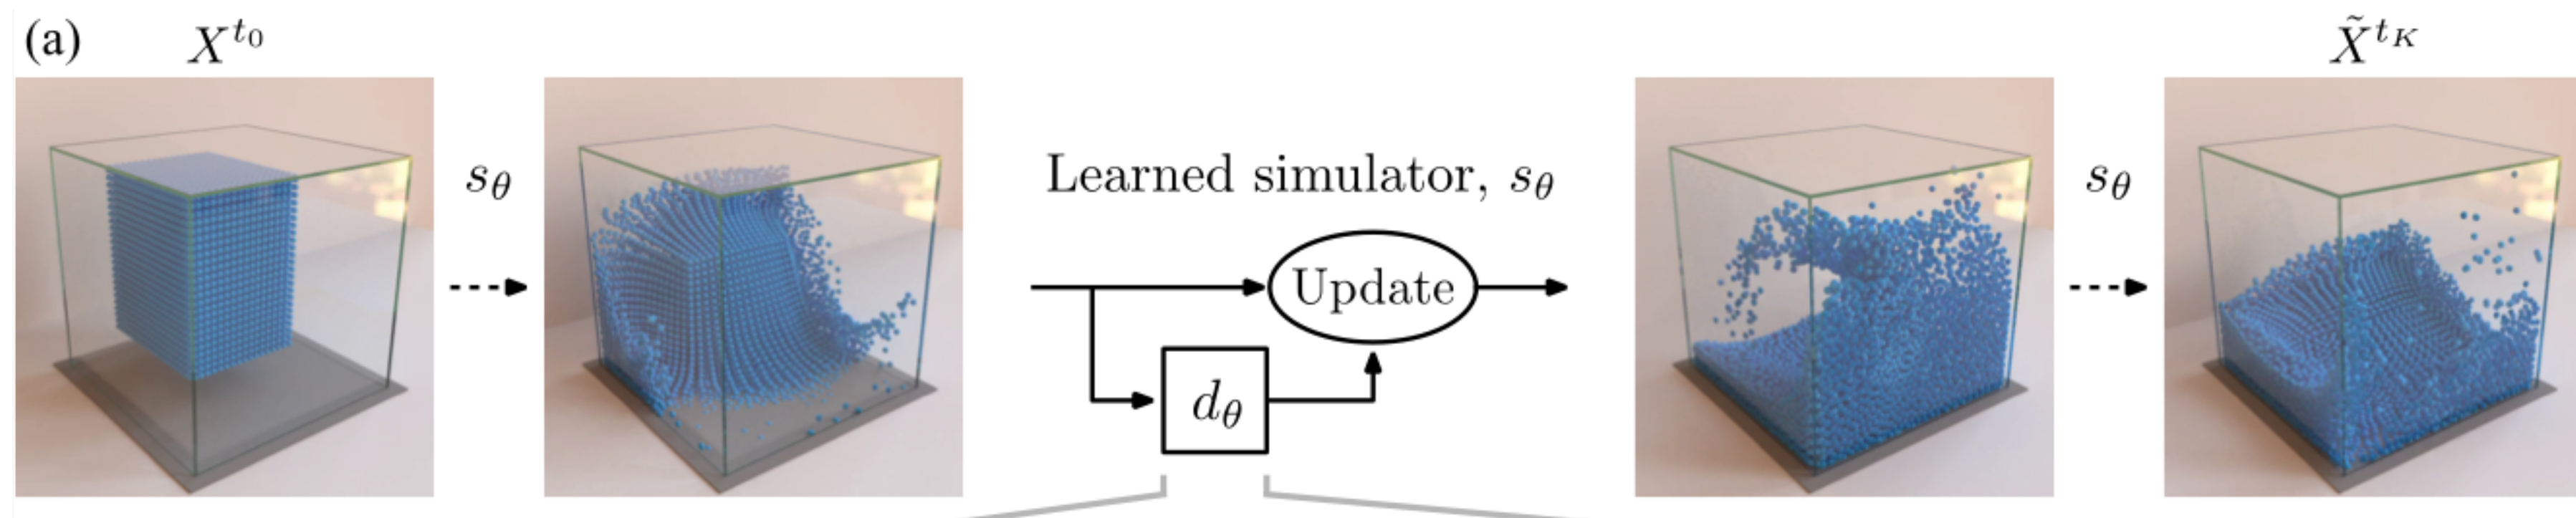 (a) X^{t_0} X̃^{t_K}
s_θ Learned simulator, s_θ s_θ
Update
d_θ